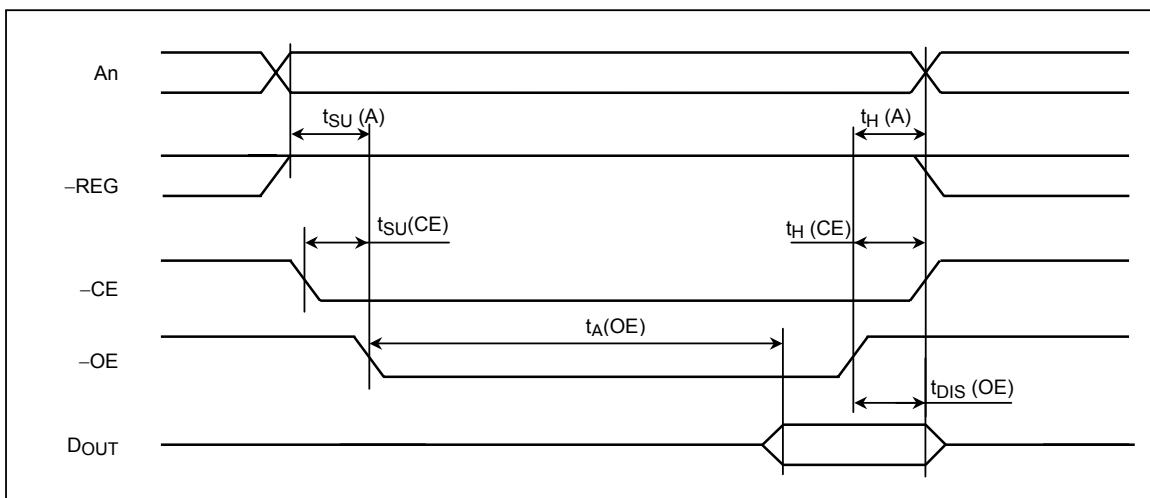 An
tSU (A)
tH (A)
–REG
tSU(CE)
tH (CE)
–CE
tA(OE)
–OE
tDIS (OE)
DOUT